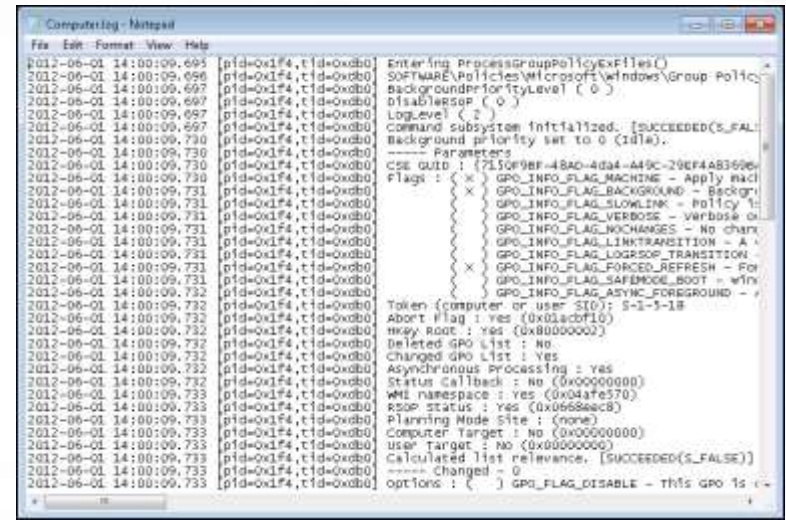 Computer.log - Notepad
File Edit Format View Help
2012-06-01 14:00:09.695 [pid=0x1f4,tid=0xdb0] Entering ProcessGroupPolicyExFiles()
2012-06-01 14:00:09.696 [pid=0x1f4,tid=0xdb0] SOFTWARE\Policies\Microsoft\Windows\Group Policy
2012-06-01 14:00:09.697 [pid=0x1f4,tid=0xdb0] BackgroundPriorityLevel ( 0 )
2012-06-01 14:00:09.697 [pid=0x1f4,tid=0xdb0] DisableRSoP ( 0 )
2012-06-01 14:00:09.697 [pid=0x1f4,tid=0xdb0] LogLevel ( 2 )
2012-06-01 14:00:09.697 [pid=0x1f4,tid=0xdb0] Command subsystem initialized. [SUCCEEDED(S_FAL
2012-06-01 14:00:09.730 [pid=0x1f4,tid=0xdb0] Background priority set to 0 (Idle).
2012-06-01 14:00:09.730 [pid=0x1f4,tid=0xdb0] ----- Parameters
2012-06-01 14:00:09.730 [pid=0x1f4,tid=0xdb0] CSE GUID :
2012-06-01 14:00:09.730 [pid=0x1f4,tid=0xdb0] Flags : ( X ) GPO_INFO_FLAG_MACHINE - Apply mach
2012-06-01 14:00:09.731 [pid=0x1f4,tid=0xdb0] ( X ) GPO_INFO_FLAG_BACKGROUND - Backgr
2012-06-01 14:00:09.731 [pid=0x1f4,tid=0xdb0] ( ) GPO_INFO_FLAG_SLOWLINK - Policy i
2012-06-01 14:00:09.731 [pid=0x1f4,tid=0xdb0] ( ) GPO_INFO_FLAG_VERBOSE - Verbose o
2012-06-01 14:00:09.731 [pid=0x1f4,tid=0xdb0] ( ) GPO_INFO_FLAG_NOCHANGES - No chan
2012-06-01 14:00:09.731 [pid=0x1f4,tid=0xdb0] ( ) GPO_INFO_FLAG_LINKTRANSITION - A
2012-06-01 14:00:09.731 [pid=0x1f4,tid=0xdb0] ( ) GPO_INFO_FLAG_LOGRSOP_TRANSITION -
2012-06-01 14:00:09.731 [pid=0x1f4,tid=0xdb0] ( X ) GPO_INFO_FLAG_FORCED_REFRESH - Fo
2012-06-01 14:00:09.731 [pid=0x1f4,tid=0xdb0] ( ) GPO_INFO_FLAG_SAFEMODE_BOOT - Win
2012-06-01 14:00:09.732 [pid=0x1f4,tid=0xdb0] ( ) GPO_INFO_FLAG_ASYNC_FOREGROUND -
2012-06-01 14:00:09.732 [pid=0x1f4,tid=0xdb0] Token (computer or user SID): S-1-5-18
2012-06-01 14:00:09.732 [pid=0x1f4,tid=0xdb0] Abort Flag : Yes (0x01acbf10)
2012-06-01 14:00:09.732 [pid=0x1f4,tid=0xdb0] HKey Root : Yes (0x80000002)
2012-06-01 14:00:09.732 [pid=0x1f4,tid=0xdb0] Deleted GPO List : No
2012-06-01 14:00:09.732 [pid=0x1f4,tid=0xdb0] Changed GPO List : Yes
2012-06-01 14:00:09.732 [pid=0x1f4,tid=0xdb0] Asynchronous Processing : Yes
2012-06-01 14:00:09.732 [pid=0x1f4,tid=0xdb0] Status Callback : No (0x00000000)
2012-06-01 14:00:09.733 [pid=0x1f4,tid=0xdb0] WMI namespace : Yes (0x04afe570)
2012-06-01 14:00:09.733 [pid=0x1f4,tid=0xdb0] RSoP Status : Yes (0x0668eec8)
2012-06-01 14:00:09.733 [pid=0x1f4,tid=0xdb0] Planning Mode Site : (none)
2012-06-01 14:00:09.733 [pid=0x1f4,tid=0xdb0] Computer Target : No (0x00000000)
2012-06-01 14:00:09.733 [pid=0x1f4,tid=0xdb0] User Target : No (0x00000000)
2012-06-01 14:00:09.733 [pid=0x1f4,tid=0xdb0] Calculated list relevance. [SUCCEEDED(S_FALSE)]
2012-06-01 14:00:09.733 [pid=0x1f4,tid=0xdb0] ----- Changed - 0
2012-06-01 14:00:09.733 [pid=0x1f4,tid=0xdb0] Options : ( ) GPO_FLAG_DISABLE - This GPO is